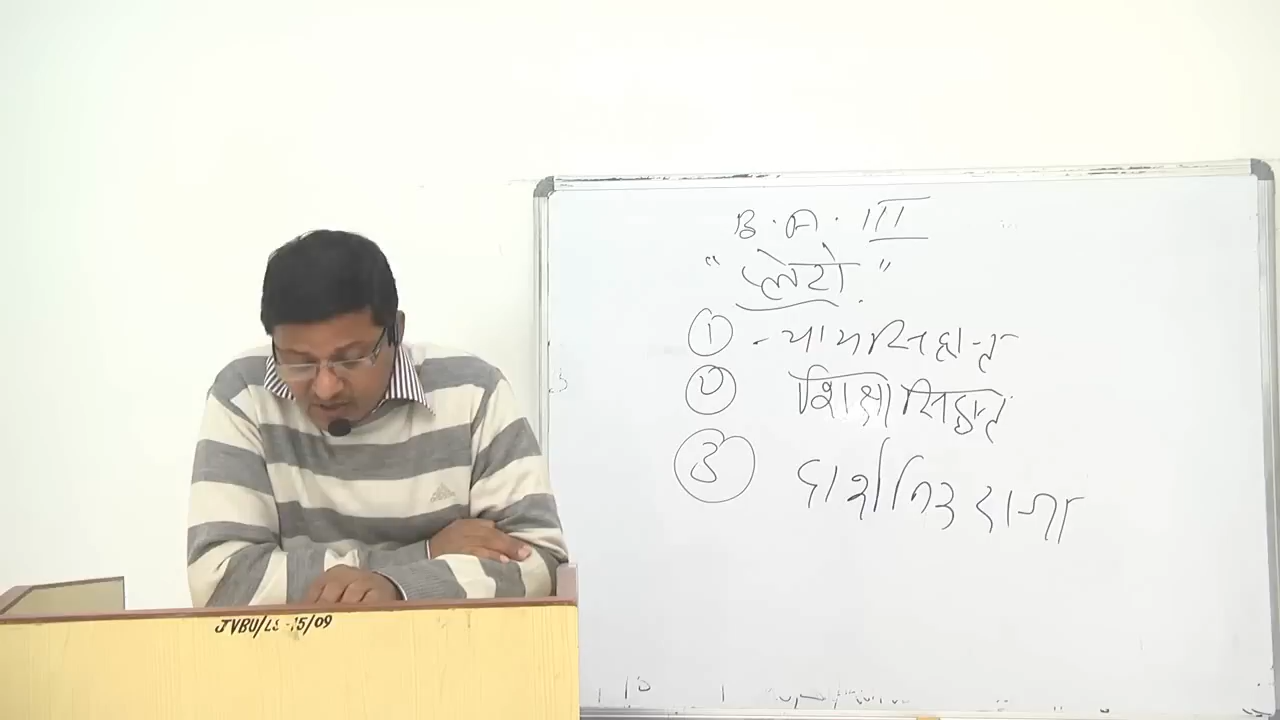 B.A. III
"प्लेटो"
① न्यायसिद्धान्त
② शिक्षा सिद्धान्त
③ दार्शनिक राजा
JVBU/LS-15/09